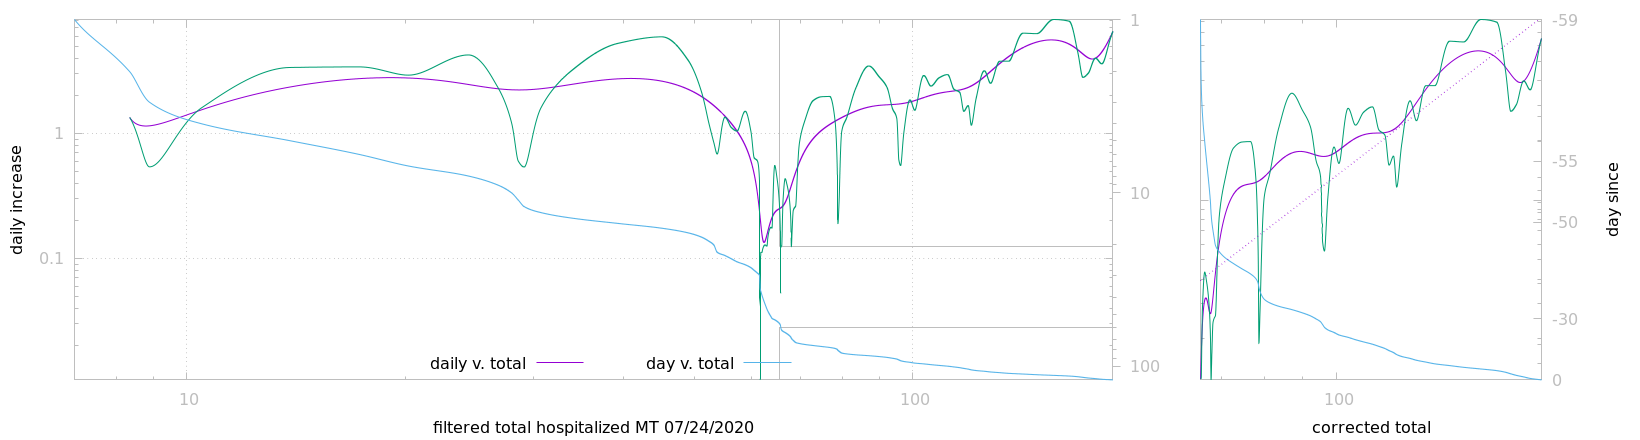 1
-59
1
-55
10
-50
0.1
-30
daily increase
day since
daily v. total
day v. total
100
0
10
100
100
filtered total hospitalized MT 07/24/2020
corrected total